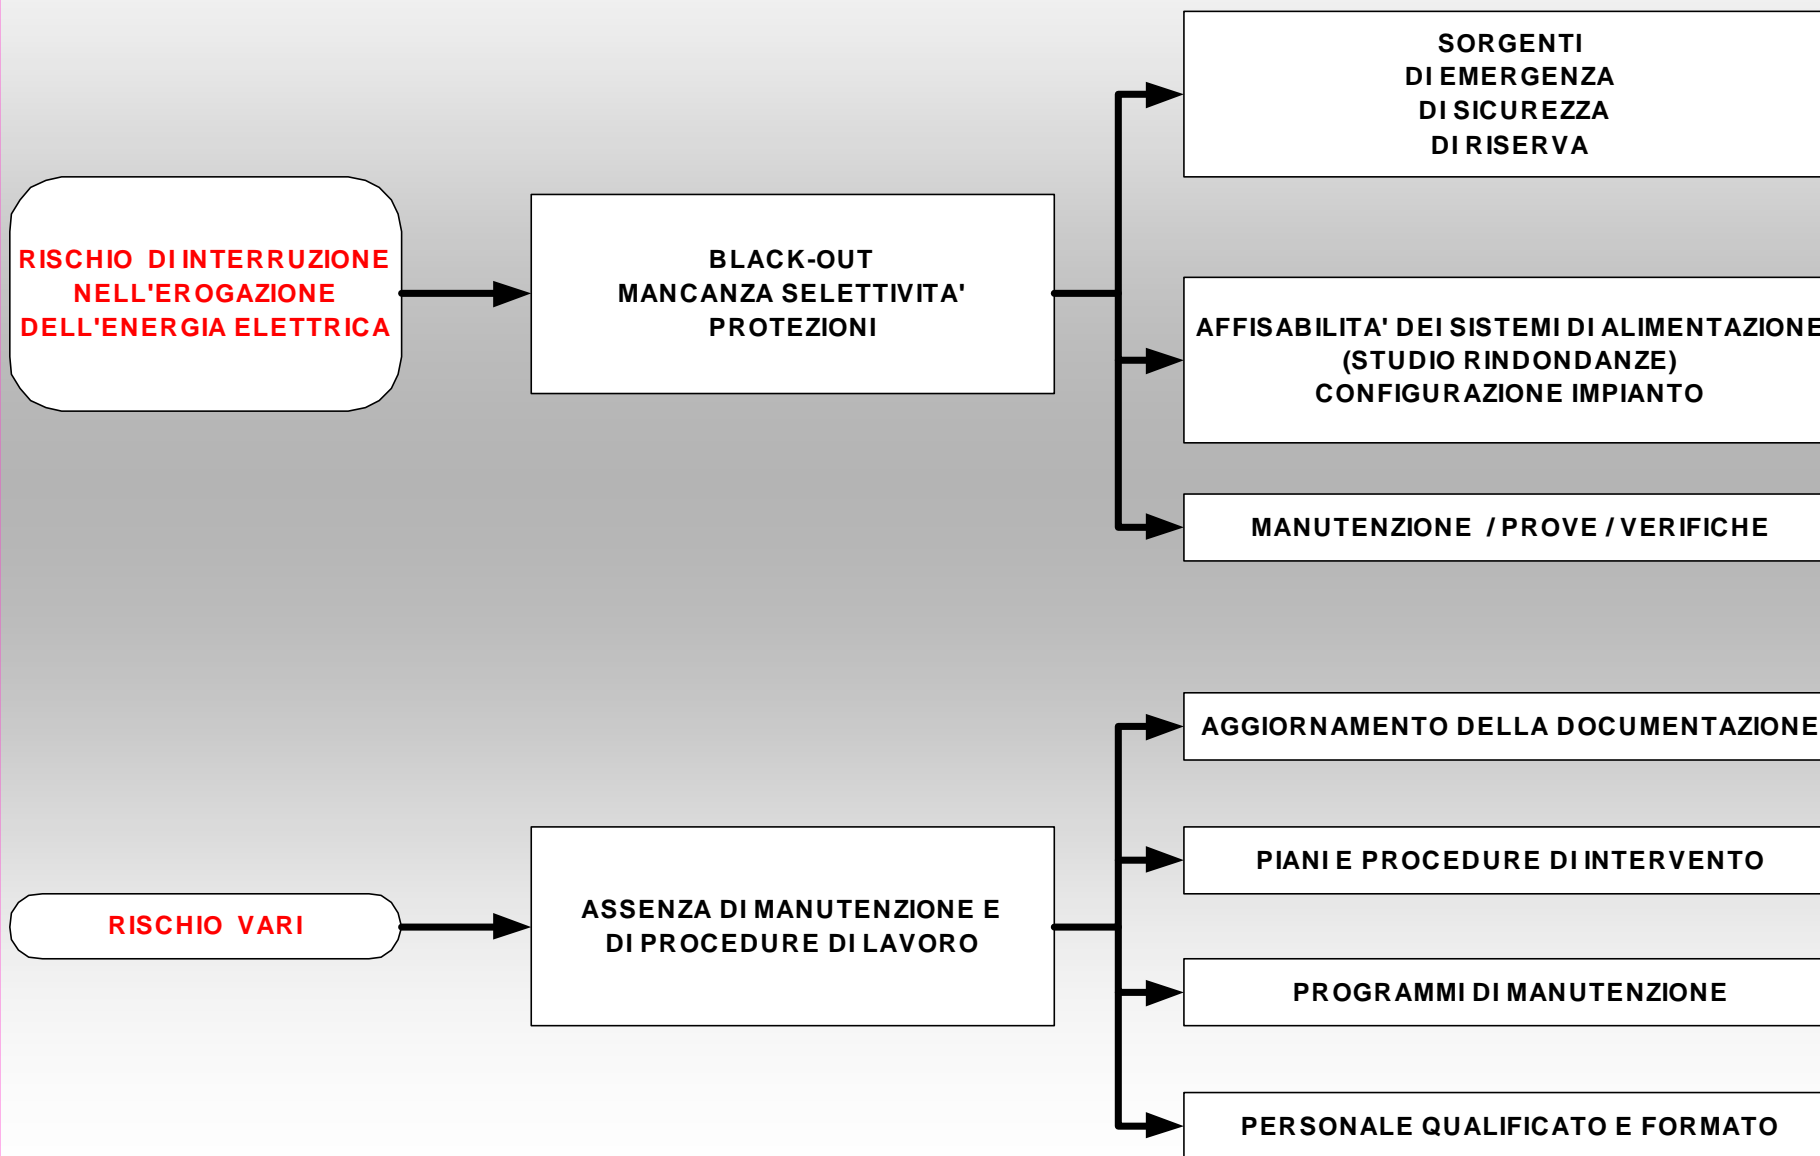 SORGENTI
DI EMERGENZA
DI SICUREZZA
DI RISERVA
RISCHIO DI INTERRUZIONE
NELL'EROGAZIONE
DELL'ENERGIA ELETTRICA
BLACK-OUT
MANCANZA SELETTIVITA'
PROTEZIONI
AFFISABILITA' DEI SISTEMI DI ALIMENTAZIONE
(STUDIO RINDONDANZE)
CONFIGURAZIONE IMPIANTO
MANUTENZIONE / PROVE / VERIFICHE
AGGIORNAMENTO DELLA DOCUMENTAZIONE
PIANI E PROCEDURE DI INTERVENTO
RISCHIO VARI
ASSENZA DI MANUTENZIONE E
DI PROCEDURE DI LAVORO
PROGRAMMI DI MANUTENZIONE
PERSONALE QUALIFICATO E FORMATO